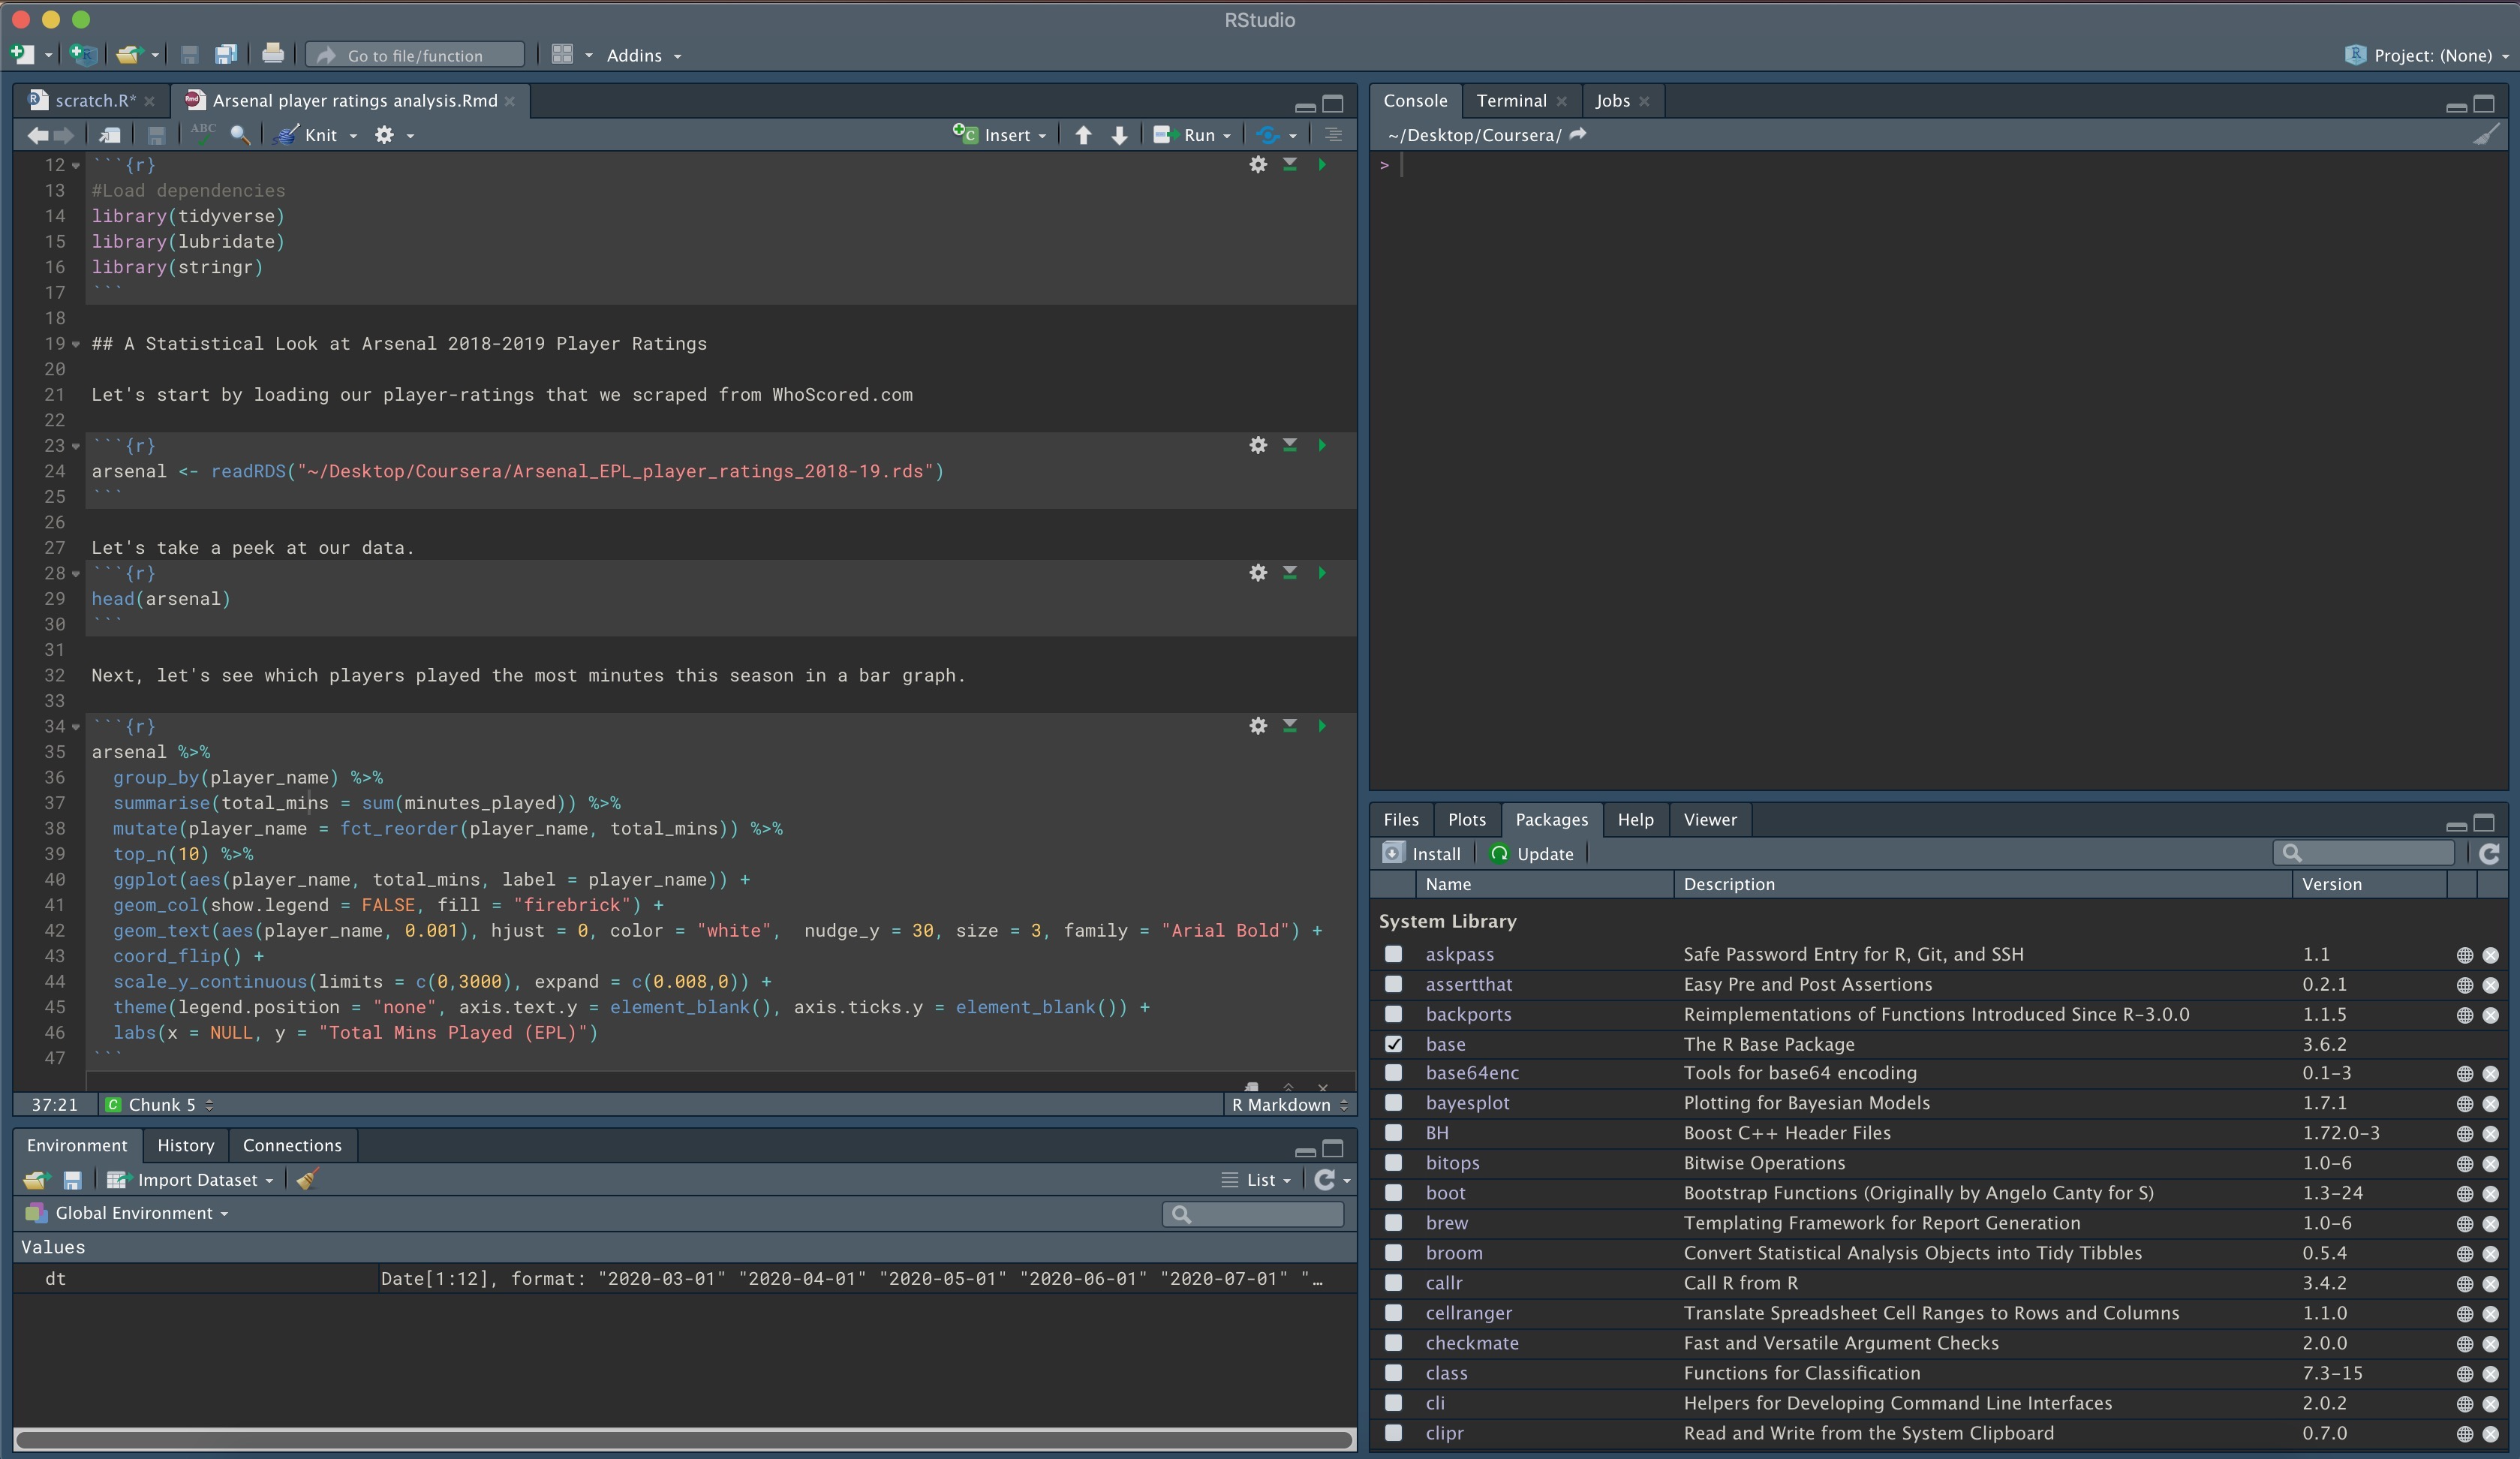 RStudio
Go to file/function
Addins
Project: (None)
scratch.R*
Arsenal player ratings analysis.Rmd
ABC
Knit
Insert
Run
12 ```{r}
13 #Load dependencies
14 library(tidyverse)
15 library(lubridate)
16 library(stringr)
17 ```
18
19 ## A Statistical Look at Arsenal 2018-2019 Player Ratings
20
21 Let's start by loading our player-ratings that we scraped from WhoScored.com
22
23 ```{r}
24 arsenal <- readRDS("~/Desktop/Coursera/Arsenal_EPL_player_ratings_2018-19.rds")
25 ```
26
27 Let's take a peek at our data.
28 ```{r}
29 head(arsenal)
30 ```
31
32 Next, let's see which players played the most minutes this season in a bar graph.
33
34 ```{r}
35 arsenal %>%
36   group_by(player_name) %>%
37   summarise(total_mins = sum(minutes_played)) %>%
38   mutate(player_name = fct_reorder(player_name, total_mins)) %>%
39   top_n(10) %>%
40   ggplot(aes(player_name, total_mins, label = player_name)) +
41   geom_col(show.legend = FALSE, fill = "firebrick") +
42   geom_text(aes(player_name, 0.001), hjust = 0, color = "white",  nudge_y = 30, size = 3, family = "Arial Bold") +
43   coord_flip() +
44   scale_y_continuous(limits = c(0,3000), expand = c(0.008,0)) +
45   theme(legend.position = "none", axis.text.y = element_blank(), axis.ticks.y = element_blank()) +
46   labs(x = NULL, y = "Total Mins Played (EPL)")
47 ```
37:21 C Chunk 5 R Markdown
Environment History Connections
Import Dataset List
Global Environment
Values
dt Date[1:12], format: "2020-03-01" "2020-04-01" "2020-05-01" "2020-06-01" "2020-07-01" "…
Console Terminal Jobs
~/Desktop/Coursera/
>
Files Plots Packages Help Viewer
Install Update
Name Description Version
System Library
askpass Safe Password Entry for R, Git, and SSH 1.1
assertthat Easy Pre and Post Assertions 0.2.1
backports Reimplementations of Functions Introduced Since R-3.0.0 1.1.5
base The R Base Package 3.6.2
base64enc Tools for base64 encoding 0.1-3
bayesplot Plotting for Bayesian Models 1.7.1
BH Boost C++ Header Files 1.72.0-3
bitops Bitwise Operations 1.0-6
boot Bootstrap Functions (Originally by Angelo Canty for S) 1.3-24
brew Templating Framework for Report Generation 1.0-6
broom Convert Statistical Analysis Objects into Tidy Tibbles 0.5.4
callr Call R from R 3.4.2
cellranger Translate Spreadsheet Cell Ranges to Rows and Columns 1.1.0
checkmate Fast and Versatile Argument Checks 2.0.0
class Functions for Classification 7.3-15
cli Helpers for Developing Command Line Interfaces 2.0.2
clipr Read and Write from the System Clipboard 0.7.0